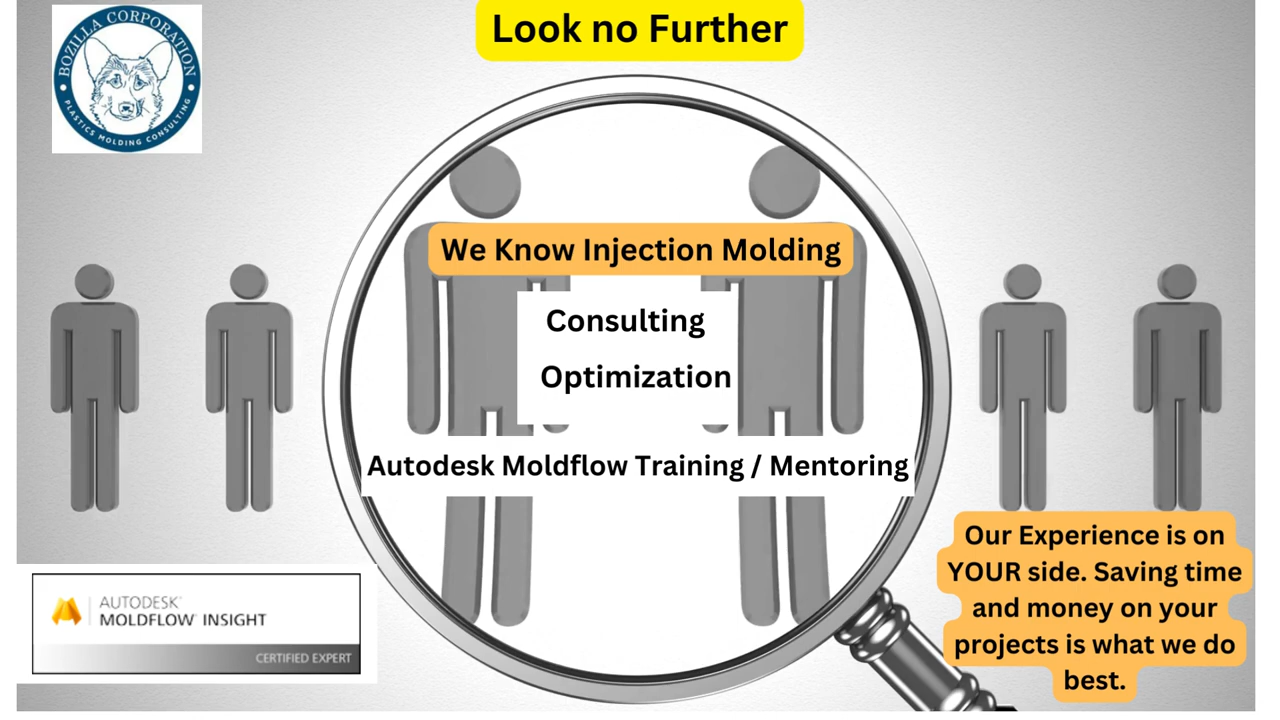 Look no Further
BOZILLA CORPORATION
PLASTICS MOLDING CONSULTING
We Know Injection Molding
Consulting
Optimization
Autodesk Moldflow Training / Mentoring
AUTODESK®
MOLDFLOW® INSIGHT
CERTIFIED EXPERT
Our Experience is on
YOUR side. Saving time
and money on your
projects is what we do
best.